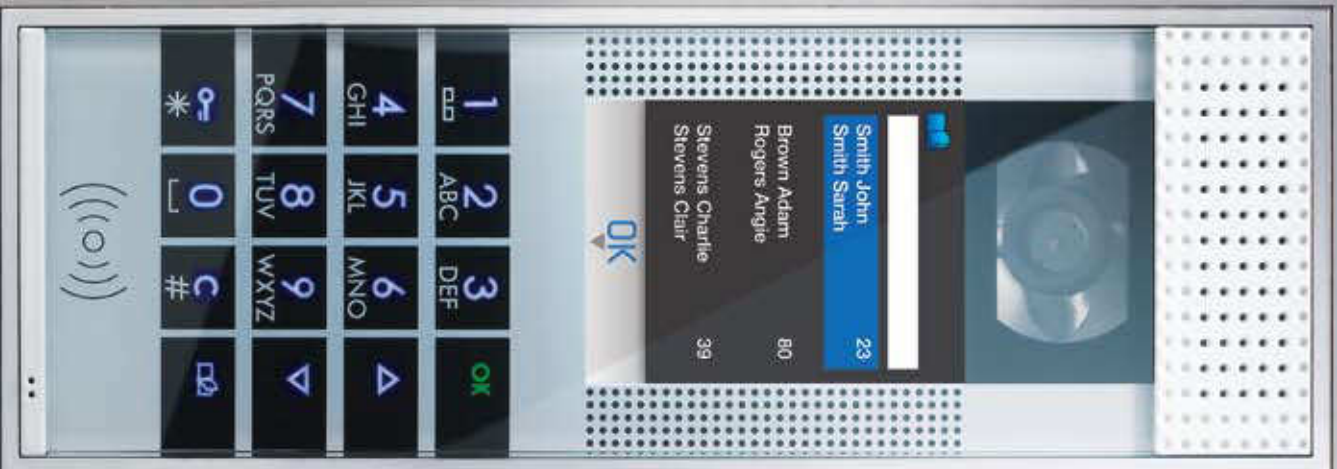 Smith John
Smith Sarah 23
Brown Adam
Rogers Angie 80
Stevens Charlie
Stevens Clair 39
OK
1 2 ABC 3 DEF OK
4 GHI 5 JKL 6 MNO
7 PQRS 8 TUV 9 WXYZ
* 0 C #